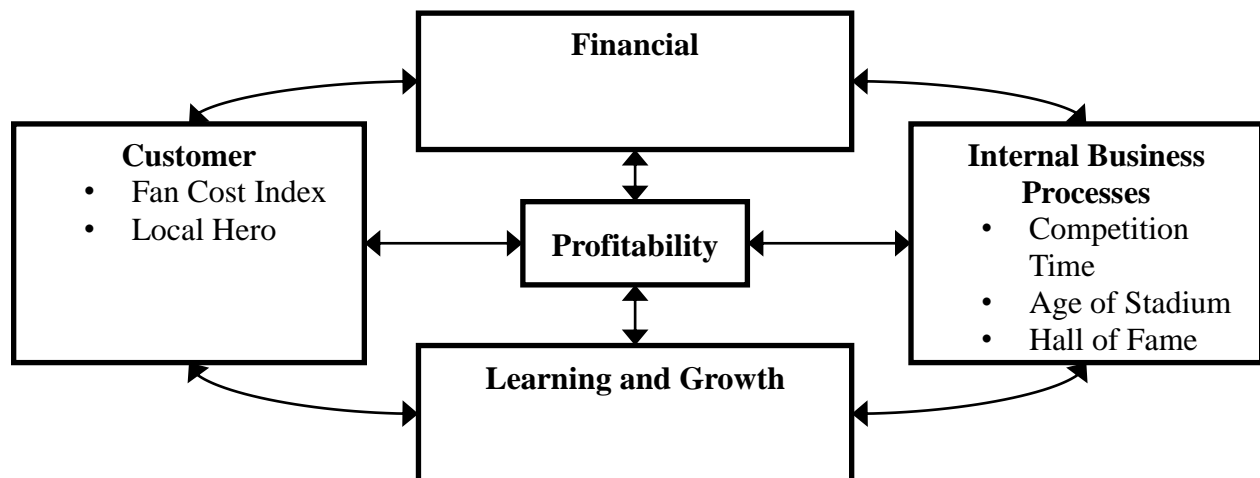 Financial
Customer
• Fan Cost Index
• Local Hero
Profitability
Internal Business
Processes
• Competition
Time
• Age of Stadium
• Hall of Fame
Learning and Growth